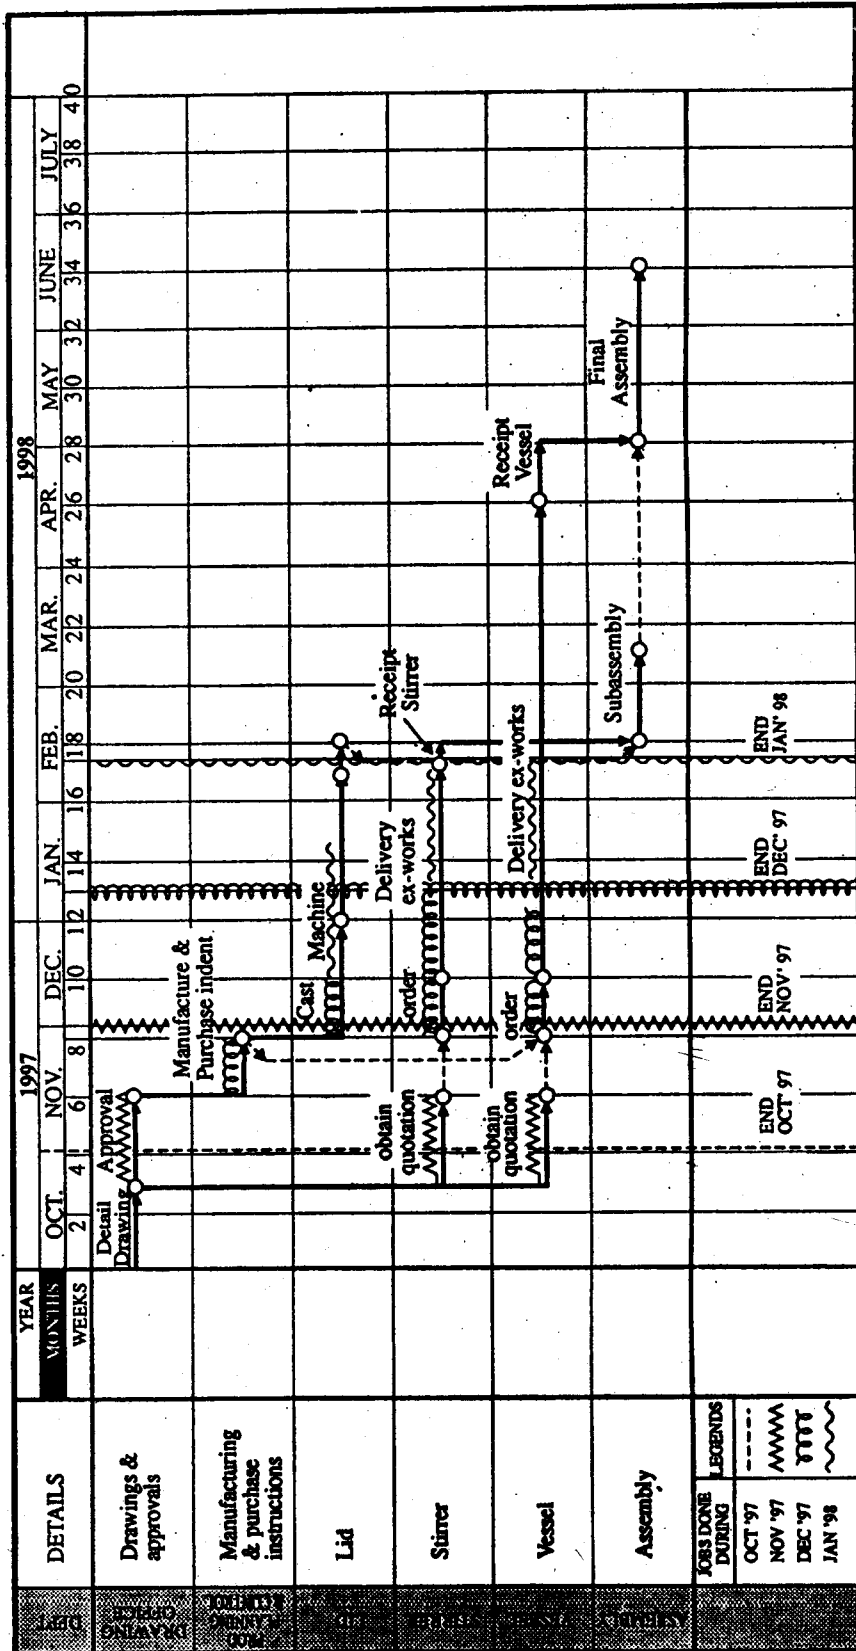 YEAR
1997
1998
DETAILS
MONTHS
OCT.
NOV.
DEC.
JAN.
FEB.
MAR.
APR.
MAY
JUNE
JULY
WEEKS
2
4
6
8
10
12
14
16
18
20
22
24
26
28
30
32
34
36
38
40
DEPT
DRAWING
OFFICE
Drawings &
approvals
Detail
Drawing
Approval
PROD
PLANNING
& CONTROL
Manufacturing
& purchase
instructions
Manufacture &
Purchase indent
Lid
Cast
Machine
Stirrer
obtain
quotation
order
Delivery
ex-works
Receipt
Stirrer
Vessel
obtain
quotation
order
Delivery ex-works
Receipt
Vessel
ASSEMBLY
Assembly
Subassembly
Final
Assembly
JOBS DONE
DURING
LEGENDS
OCT '97
NOV '97
DEC '97
JAN '98
END
OCT' 97
END
NOV' 97
END
DEC' 97
END
JAN' 98